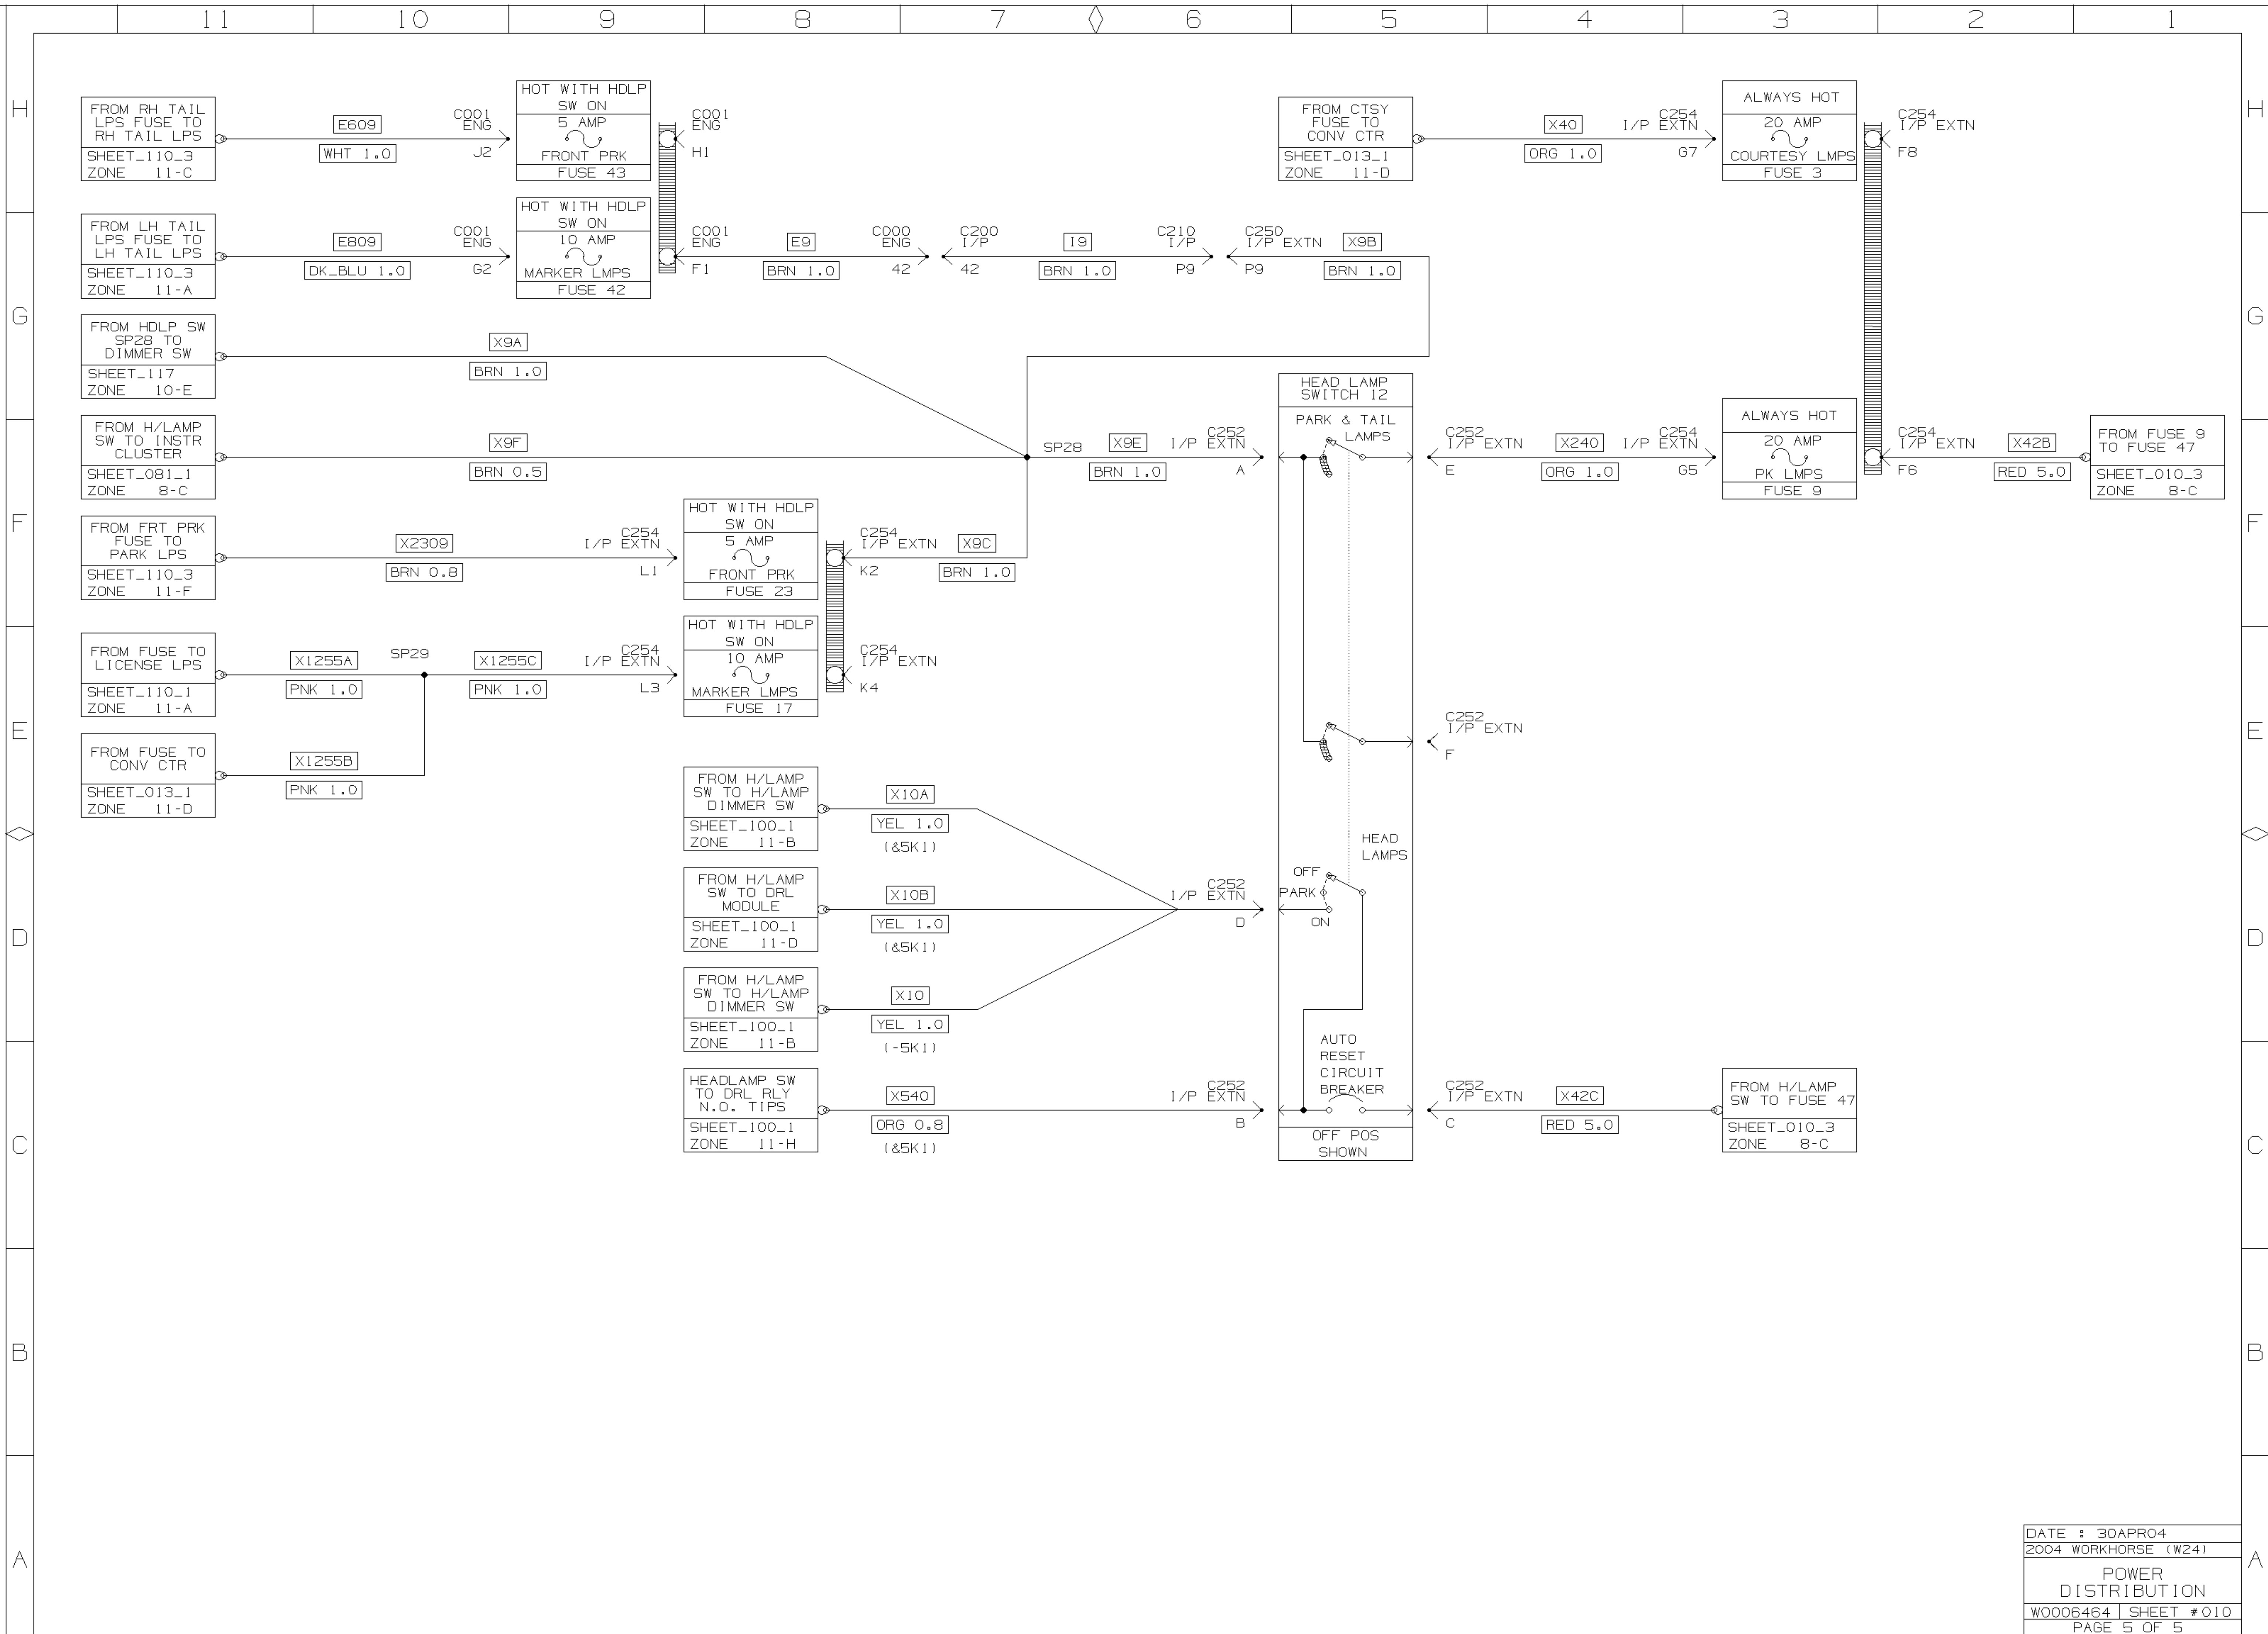 11 10 9 8 7 6 5 4 3 2 1
H
G
F
E
D
C
B
A
FROM RH TAIL
LPS FUSE TO
RH TAIL LPS
SHEET_110_3
ZONE 11-C
E609
WHT 1.0
C001
ENG
J2
HOT WITH HDLP
SW ON
5 AMP
FRONT PRK
FUSE 43
C001
ENG
H1
FROM CTSY
FUSE TO
CONV CTR
SHEET_013_1
ZONE 11-D
X40
ORG 1.0
C254
I/P EXTN
G7
ALWAYS HOT
20 AMP
COURTESY LMPS
FUSE 3
C254
I/P EXTN
F8
FROM LH TAIL
LPS FUSE TO
LH TAIL LPS
SHEET_110_3
ZONE 11-A
E809
DK_BLU 1.0
C001
ENG
G2
HOT WITH HDLP
SW ON
10 AMP
MARKER LMPS
FUSE 42
C001
ENG
F1
E9
BRN 1.0
C000
ENG
42
C200
I/P
42
I9
BRN 1.0
C210
I/P
P9
C250
I/P EXTN
P9
X9B
BRN 1.0
FROM HDLP SW
SP28 TO
DIMMER SW
SHEET_117
ZONE 10-E
X9A
BRN 1.0
FROM H/LAMP
SW TO INSTR
CLUSTER
SHEET_081_1
ZONE 8-C
X9F
BRN 0.5
SP28
X9E
BRN 1.0
C252
I/P EXTN
A
HEAD LAMP
SWITCH 12
PARK & TAIL
LAMPS
C252
I/P EXTN
E
X240
ORG 1.0
C254
I/P EXTN
G5
ALWAYS HOT
20 AMP
PK LMPS
FUSE 9
C254
I/P EXTN
F6
X42B
RED 5.0
FROM FUSE 9
TO FUSE 47
SHEET_010_3
ZONE 8-C
FROM FRT PRK
FUSE TO
PARK LPS
SHEET_110_3
ZONE 11-F
X2309
BRN 0.8
C254
I/P EXTN
L1
HOT WITH HDLP
SW ON
5 AMP
FRONT PRK
FUSE 23
C254
I/P EXTN
K2
X9C
BRN 1.0
FROM FUSE TO
LICENSE LPS
SHEET_110_1
ZONE 11-A
X1255A
PNK 1.0
SP29
X1255C
PNK 1.0
C254
I/P EXTN
L3
HOT WITH HDLP
SW ON
10 AMP
MARKER LMPS
FUSE 17
C254
I/P EXTN
K4
C252
I/P EXTN
F
FROM FUSE TO
CONV CTR
SHEET_013_1
ZONE 11-D
X1255B
PNK 1.0
FROM H/LAMP
SW TO H/LAMP
DIMMER SW
SHEET_100_1
ZONE 11-B
X10A
YEL 1.0
(&5K1)
HEAD
LAMPS
FROM H/LAMP
SW TO DRL
MODULE
SHEET_100_1
ZONE 11-D
X10B
YEL 1.0
(&5K1)
C252
I/P EXTN
D
OFF
PARK
ON
FROM H/LAMP
SW TO H/LAMP
DIMMER SW
SHEET_100_1
ZONE 11-B
X10
YEL 1.0
(-5K1)
HEADLAMP SW
TO DRL RLY
N.O. TIPS
SHEET_100_1
ZONE 11-H
X540
ORG 0.8
(&5K1)
C252
I/P EXTN
B
AUTO
RESET
CIRCUIT
BREAKER
OFF POS
SHOWN
C252
I/P EXTN
C
X42C
RED 5.0
FROM H/LAMP
SW TO FUSE 47
SHEET_010_3
ZONE 8-C
H
G
F
E
D
C
B
A
DATE : 30APR04
2004 WORKHORSE (W24)
POWER
DISTRIBUTION
W0006464 SHEET #010
PAGE 5 OF 5